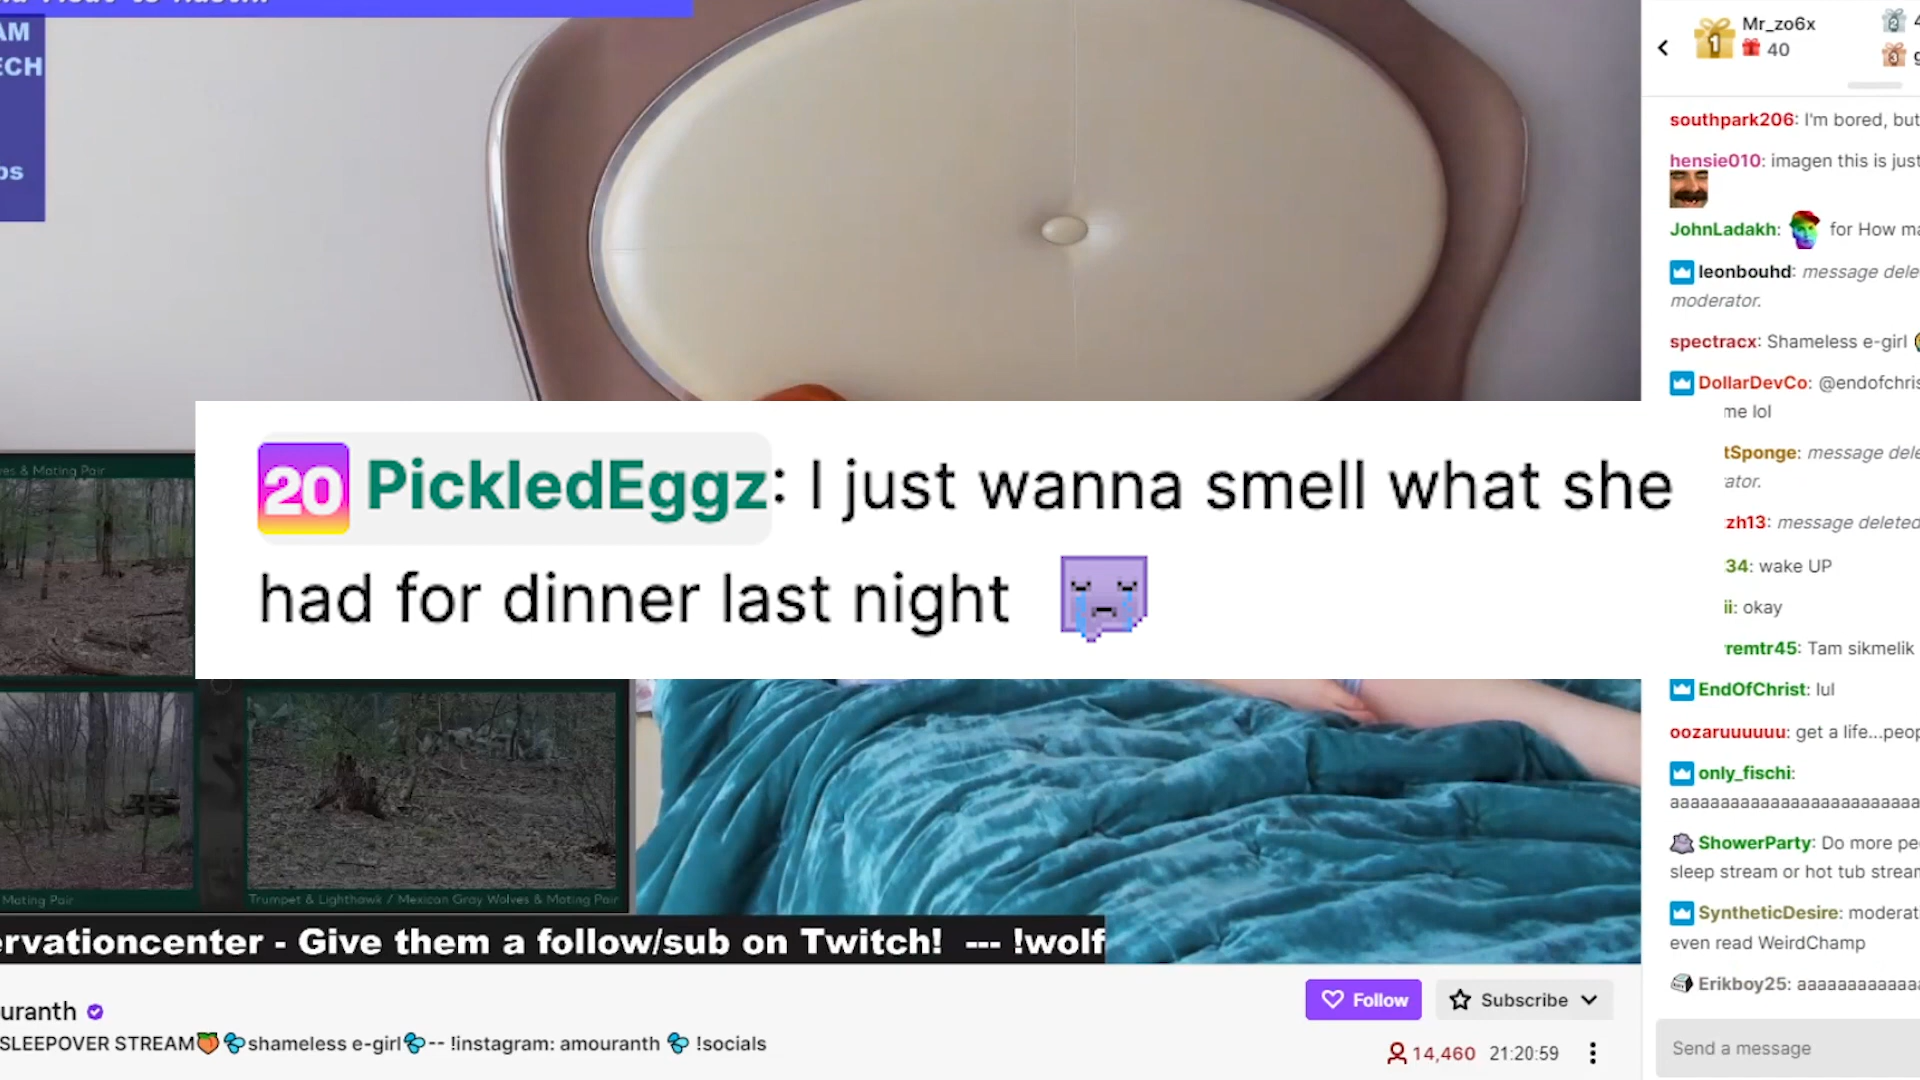 AM
ECH
os
Mr_zo6x
40
southpark206: I'm bored, but
hensie010: imagen this is just
JohnLadakh: for How ma
leonbouhd: message dele
moderator.
spectracx: Shameless e-girl
DollarDevCo: @endofchris
me lol
tSponge: message dele
ator.
zh13: message deleted
34: wake UP
ii: okay
remtr45: Tam sikmelik
EndOfChrist: lul
oozaruuuuuu: get a life...peop
only_fischi:
aaaaaaaaaaaaaaaaaaaaaaaa
ShowerParty: Do more pe
sleep stream or hot tub stream
SyntheticDesire: moderat
even read WeirdChamp
Erikboy25: aaaaaaaaaaaa
Send a message
20 PickledEggz: I just wanna smell what she
had for dinner last night
ves & Mating Pair
Mating Pair
Trumpet & Lighthawk / Mexican Gray Wolves & Mating Pair
ervationcenter - Give them a follow/sub on Twitch! --- !wolf
uranth
Follow
Subscribe
SLEEPOVER STREAM🍑💦shameless e-girl💦-- !instagram: amouranth 💦 !socials
14,460 21:20:59